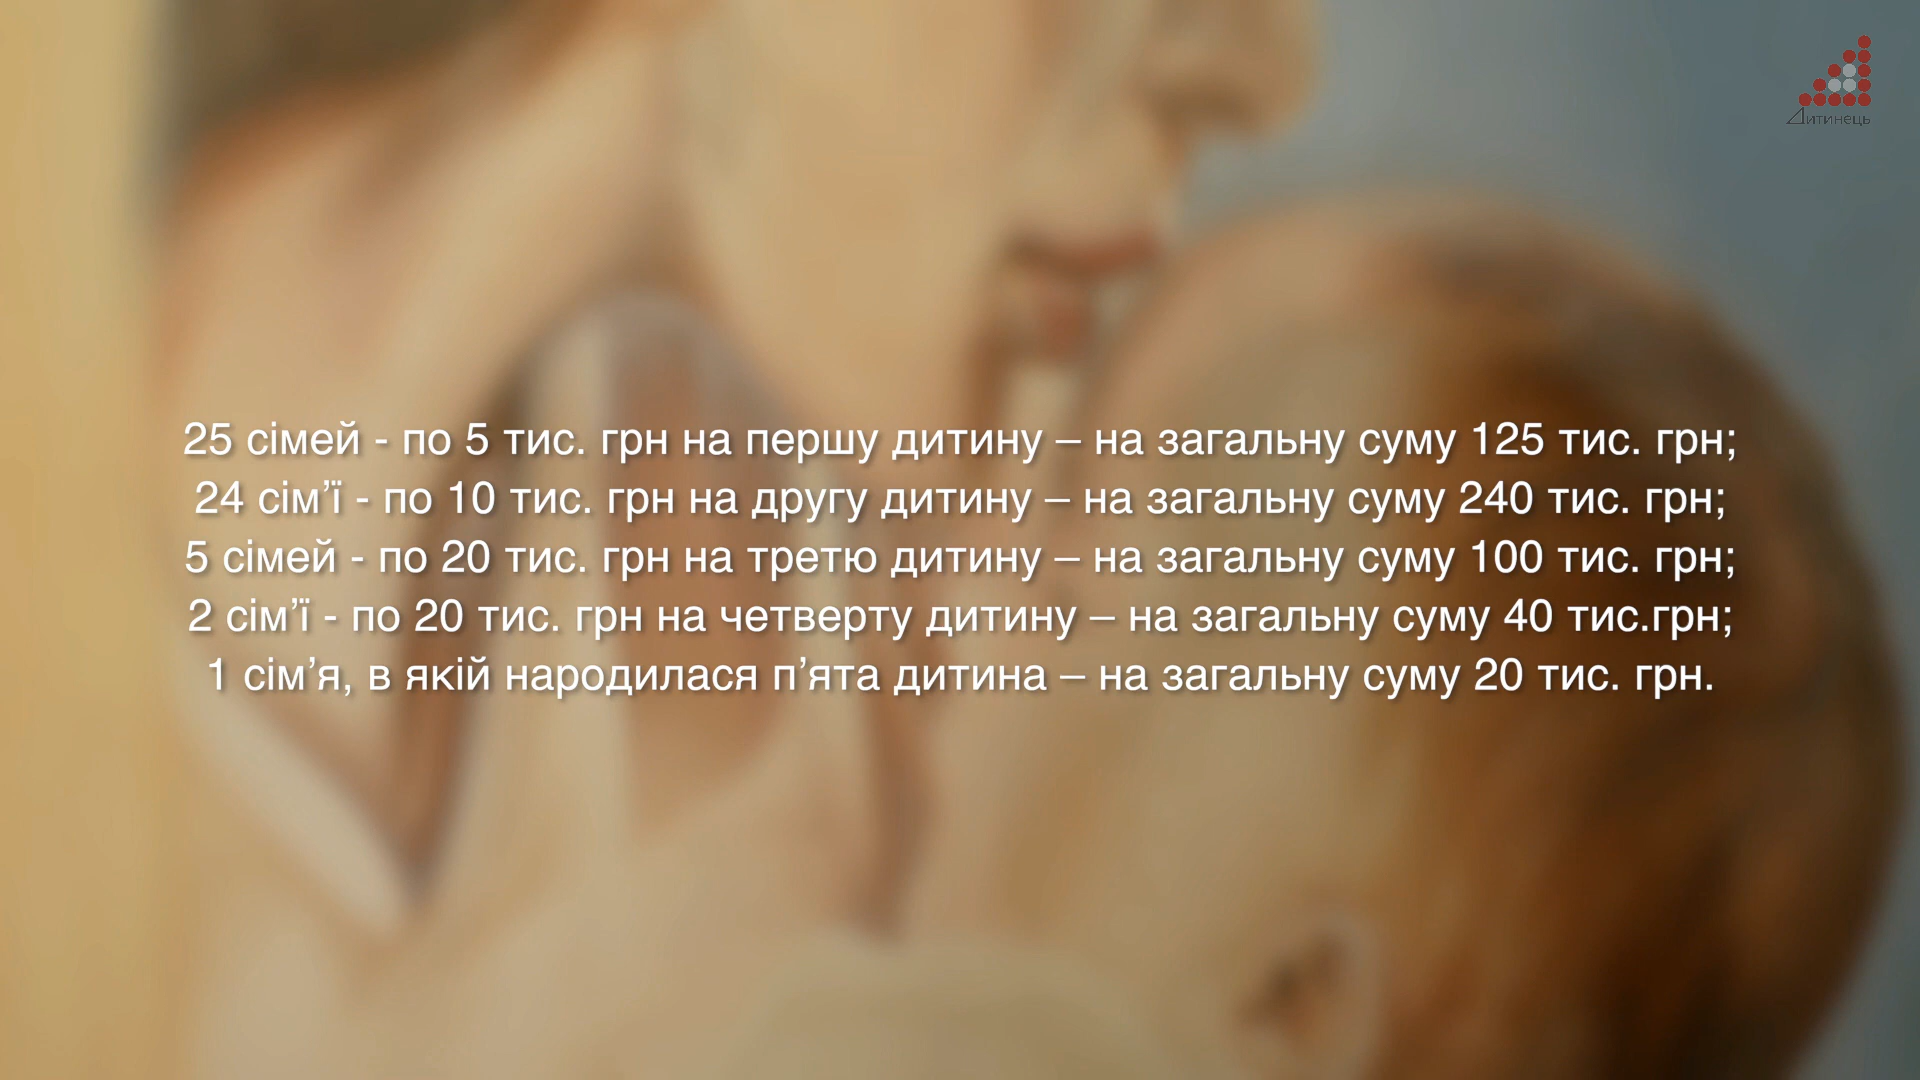 Дитинець
25 сімей - по 5 тис. грн на першу дитину – на загальну суму 125 тис. грн;
24 сім’ї - по 10 тис. грн на другу дитину – на загальну суму 240 тис. грн;
5 сімей - по 20 тис. грн на третю дитину – на загальну суму 100 тис. грн;
2 сім’ї - по 20 тис. грн на четверту дитину – на загальну суму 40 тис.грн;
1 сім’я, в якій народилася п’ята дитина – на загальну суму 20 тис. грн.